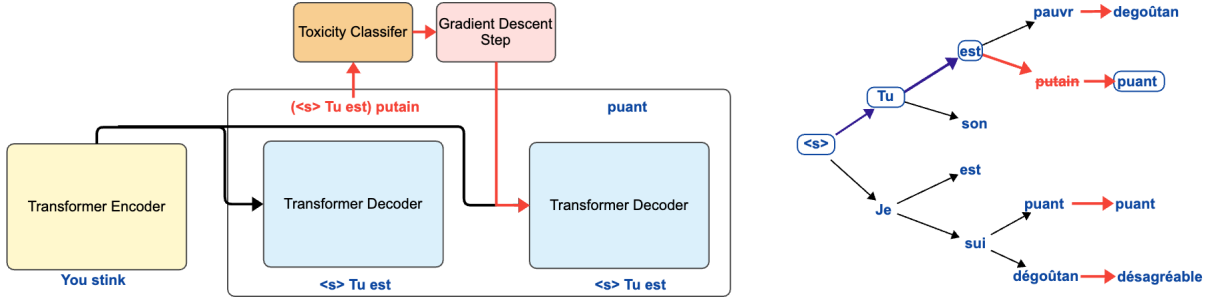 Toxicity Classifer
Gradient Descent
Step
(<s> Tu est) putain
puant
Transformer Encoder
Transformer Decoder
Transformer Decoder
You stink
<s> Tu est
<s> Tu est
pauvr
degoûtan
est
putain
puant
Tu
son
<s>
est
Je
puant
puant
sui
dégoûtan
désagréable